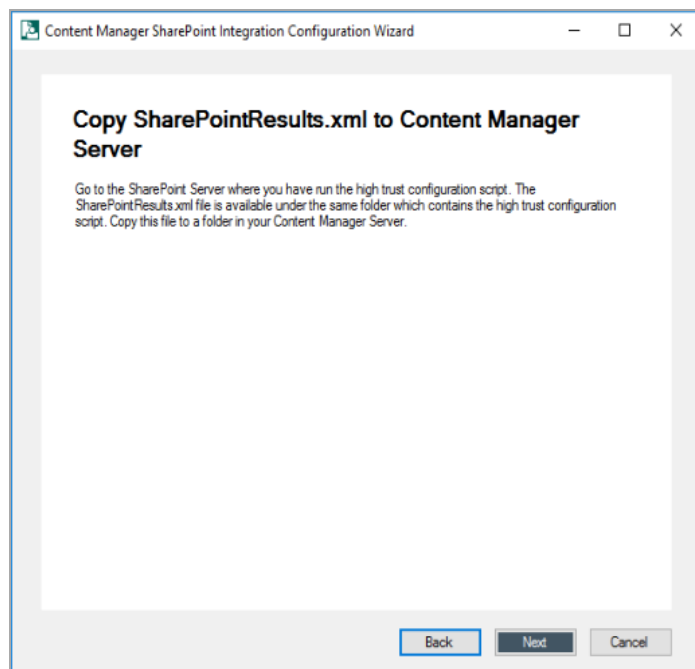 Content Manager SharePoint Integration Configuration Wizard
Copy SharePointResults.xml to Content Manager
Server
Go to the SharePoint Server where you have run the high trust configuration script. The
SharePointResults.xml file is available under the same folder which contains the high trust configuration
script. Copy this file to a folder in your Content Manager Server.
Back Next Cancel